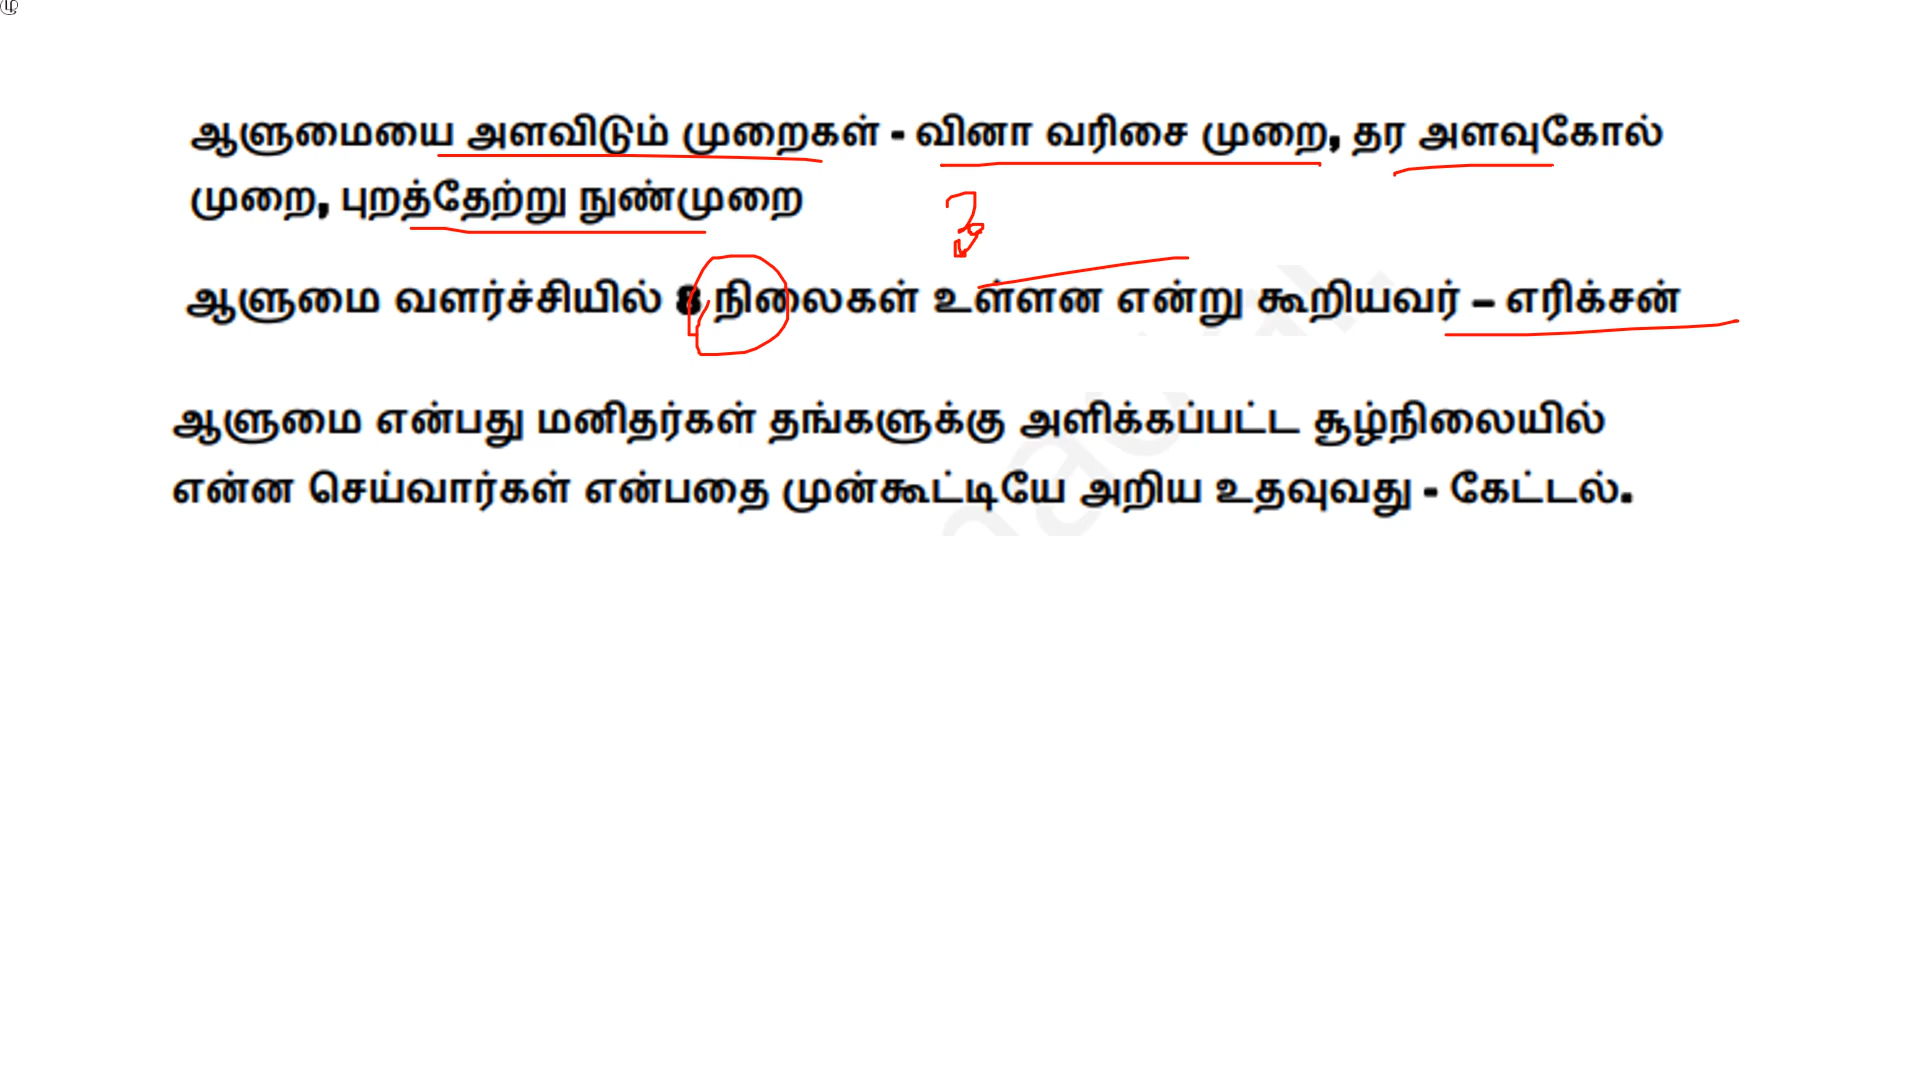 ஆளுமையை அளவிடும் முறைகள் - வினா வரிசை முறை, தர அளவுகோல்
முறை, புறத்தேற்று நுண்முறை
3
ஆளுமை வளர்ச்சியில் 8 நிலைகள் உள்ளன என்று கூறியவர் – எரிக்சன்
ஆளுமை என்பது மனிதர்கள் தங்களுக்கு அளிக்கப்பட்ட சூழ்நிலையில்
என்ன செய்வார்கள் என்பதை முன்கூட்டியே அறிய உதவுவது - கேட்டல்.